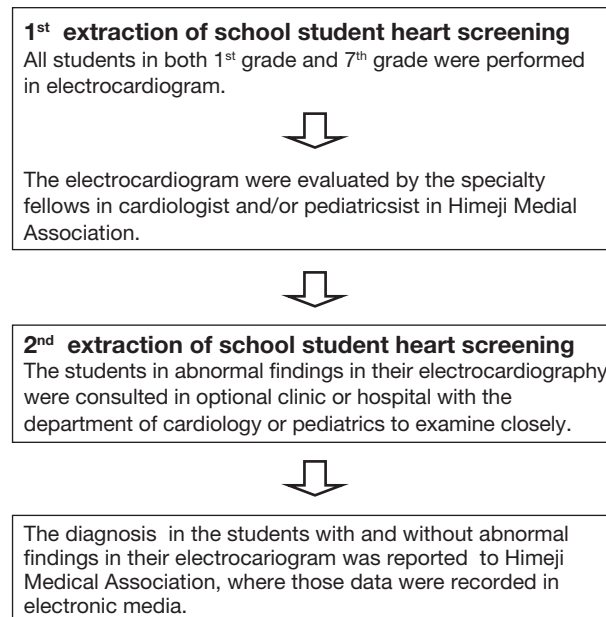 1st extraction of school student heart screening
All students in both 1st grade and 7th grade were performed
in electrocardiogram.
The electrocardiogram were evaluated by the specialty
fellows in cardiologist and/or pediatricsist in Himeji Medial
Association.
2nd extraction of school student heart screening
The students in abnormal findings in their electrocardiography
were consulted in optional clinic or hospital with the
department of cardiology or pediatrics to examine closely.
The diagnosis in the students with and without abnormal
findings in their electrocariogram was reported to Himeji
Medical Association, where those data were recorded in
electronic media.